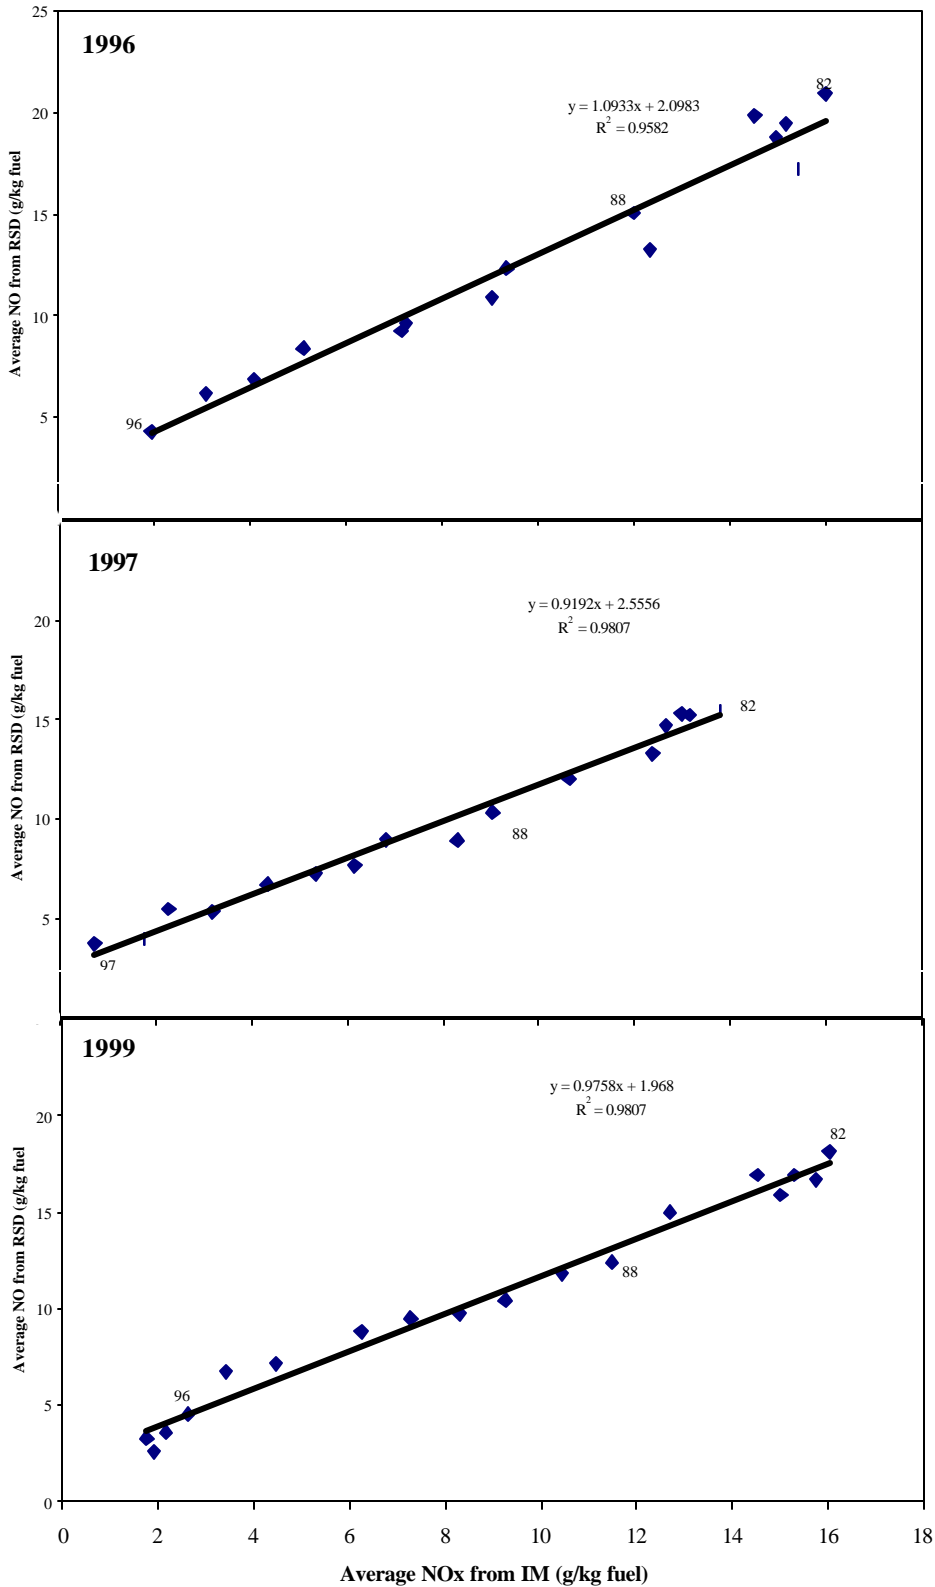 25
1996
82
y = 1.0933x + 2.0983
R2 = 0.9582
20
88
15
10
96
5
Average NO from RSD (g/kg fuel
1997
y = 0.9192x + 2.5556
R2 = 0.9807
20
82
15
88
10
5
97
Average NO from RSD (g/kg fuel
1999
y = 0.9758x + 1.968
R2 = 0.9807
20
82
15
88
10
96
5
0
Average NO from RSD (g/kg fuel
0 2 4 6 8 10 12 14 16 18
Average NOx from IM (g/kg fuel)